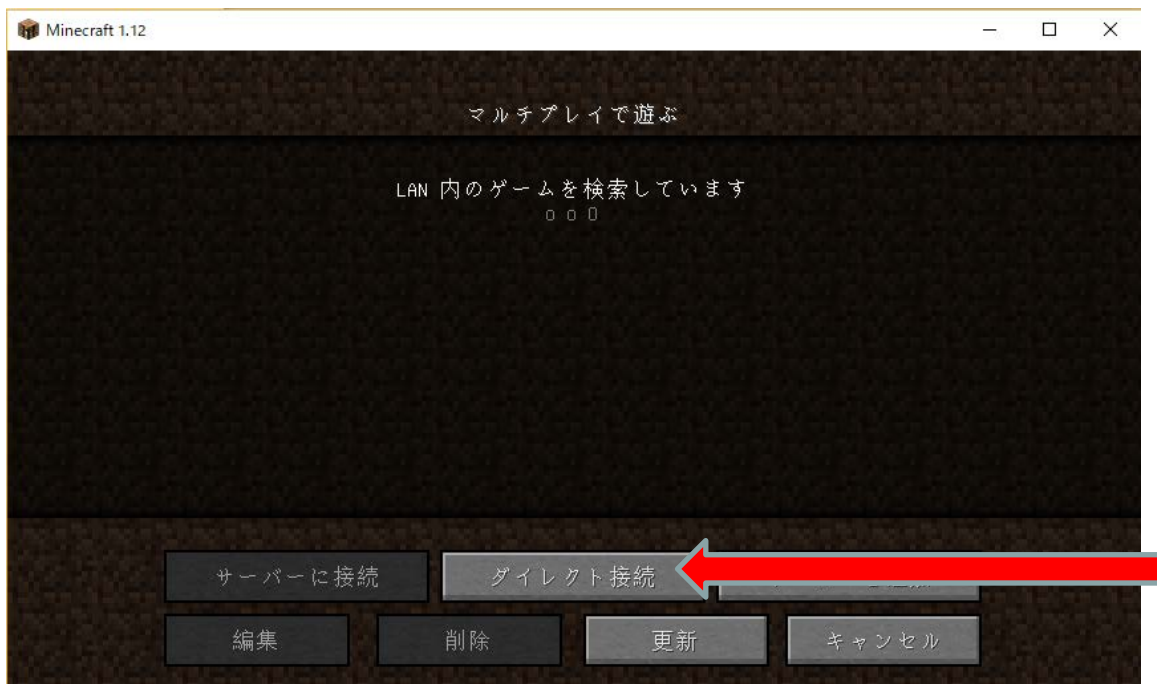 Minecraft 1.12
マルチプレイで遊ぶ
LAN 内のゲームを検索しています
サーバーに接続
ダイレクト接続
編集
削除
更新
キャンセル